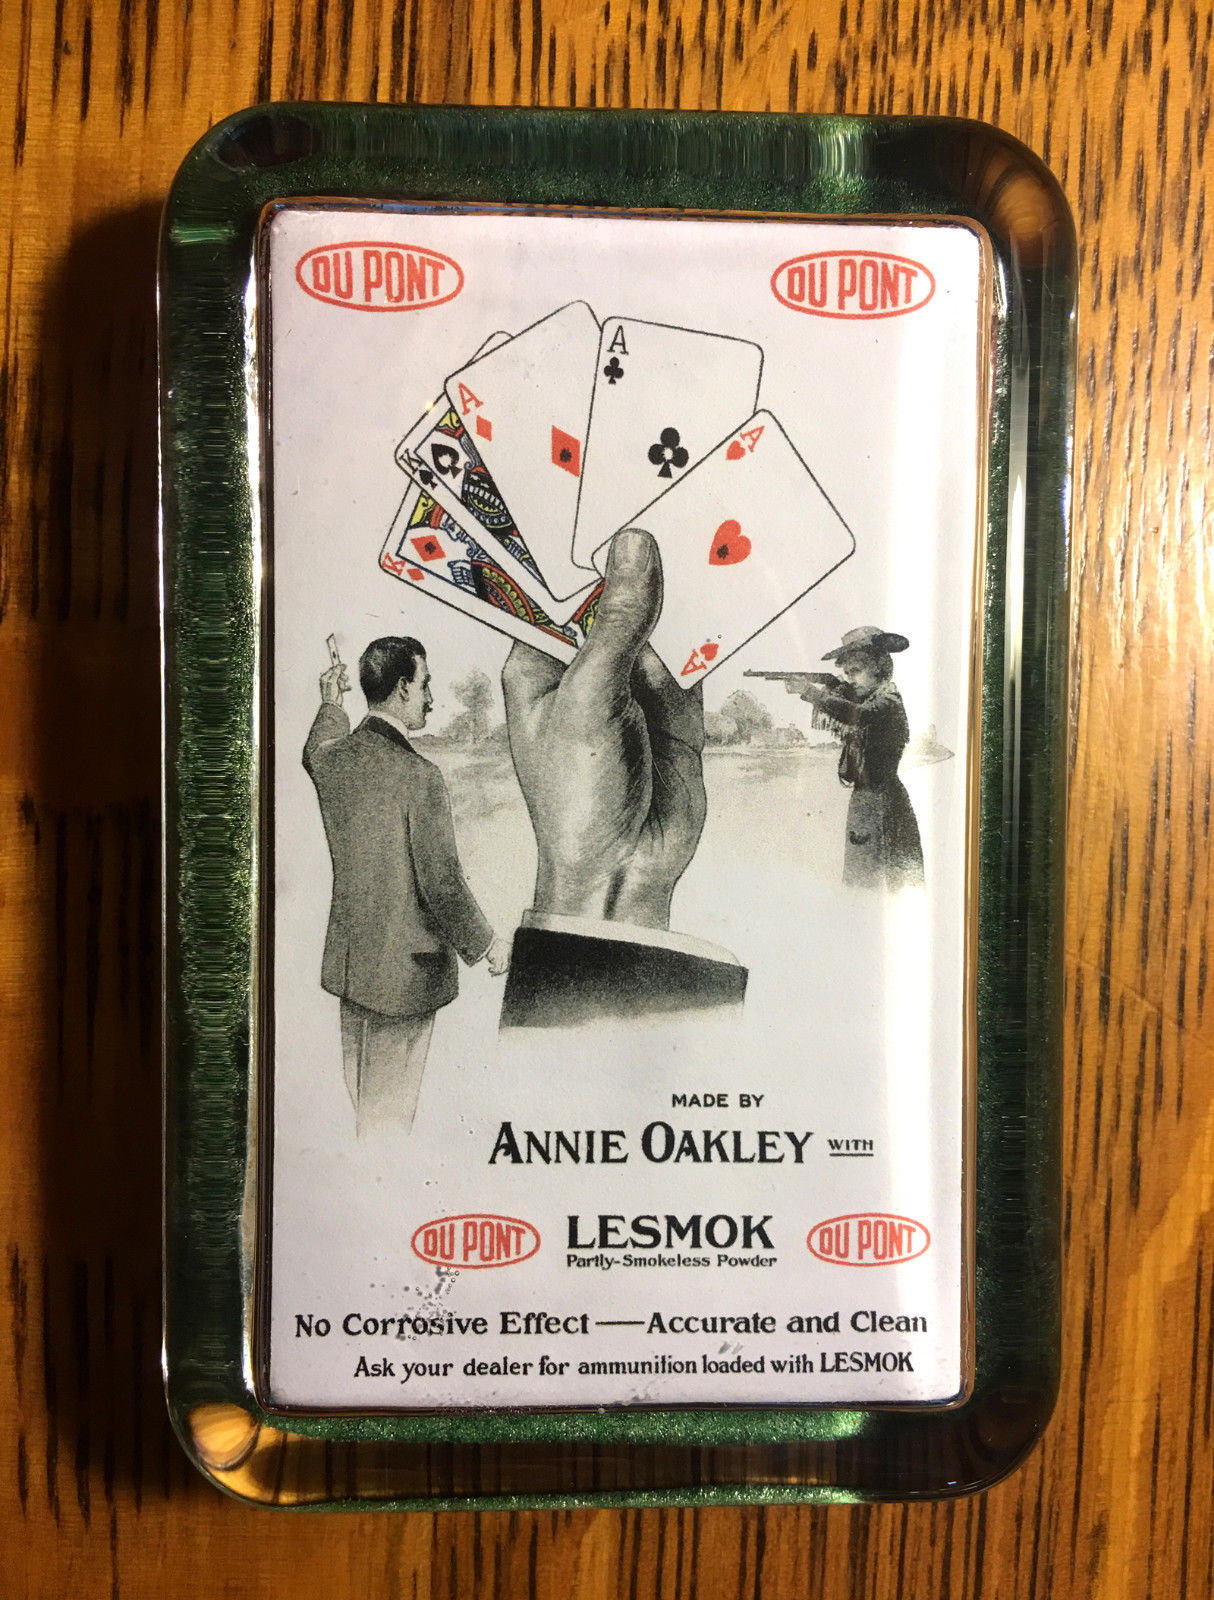 DU PONT DU PONT
A
A
A
K
K
A
MADE BY
ANNIE OAKLEY WITH
DU PONT LESMOK DU PONT
Partly-Smokeless Powder
No Corrosive Effect — Accurate and Clean
Ask your dealer for ammunition loaded with LESMOK